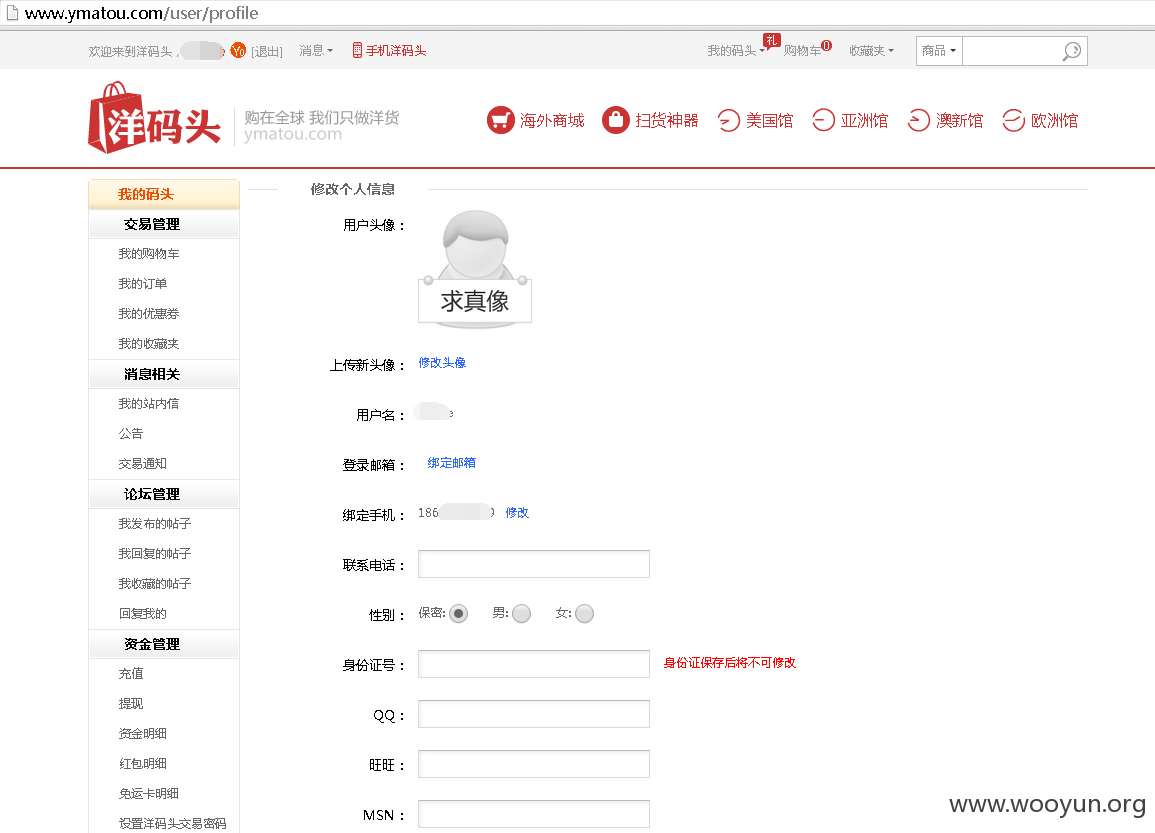 www.ymatou.com/user/profile
欢迎来到洋码头， [退出] 消息 手机洋码头 我的码头 礼 购物车 0 收藏夹 商品
洋码头 购在全球 我们只做洋货
ymatou.com
海外商城 扫货神器 美国馆 亚洲馆 澳新馆 欧洲馆
我的码头
交易管理
我的购物车
我的订单
我的优惠券
我的收藏夹
消息相关
我的站内信
公告
交易通知
论坛管理
我发布的帖子
我回复的帖子
我收藏的帖子
回复我的
资金管理
充值
提现
资金明细
红包明细
免运卡明细
设置洋码头交易密码
修改个人信息
用户头像：
求真像
上传新头像： 修改头像
用户名：
登录邮箱： 绑定邮箱
绑定手机： 186 9 修改
联系电话：
性别： 保密: 男: 女:
身份证号： 身份证保存后将不可修改
QQ：
旺旺：
MSN：
www.wooyun.org